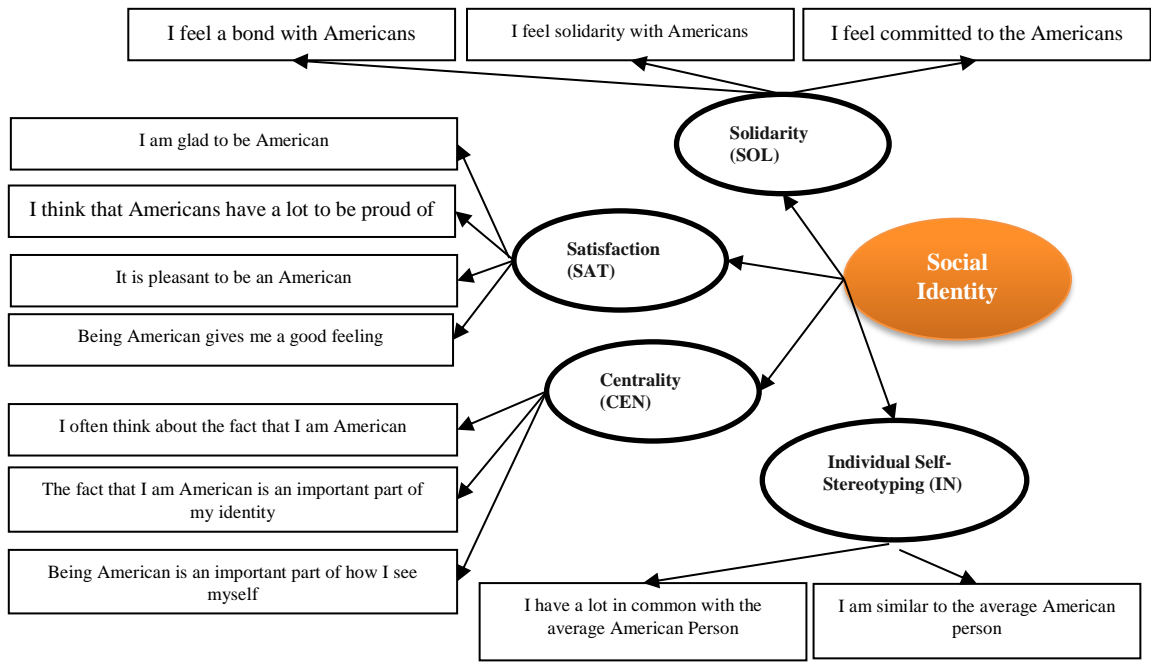 I feel a bond with Americans
I feel solidarity with Americans
I feel committed to the Americans
Solidarity
(SOL)
I am glad to be American
I think that Americans have a lot to be proud of
It is pleasant to be an American
Being American gives me a good feeling
Satisfaction
(SAT)
Social
Identity
Centrality
(CEN)
I often think about the fact that I am American
The fact that I am American is an important part of
my identity
Being American is an important part of how I see
myself
Individual Self-
Stereotyping (IN)
I have a lot in common with the
average American Person
I am similar to the average American
person